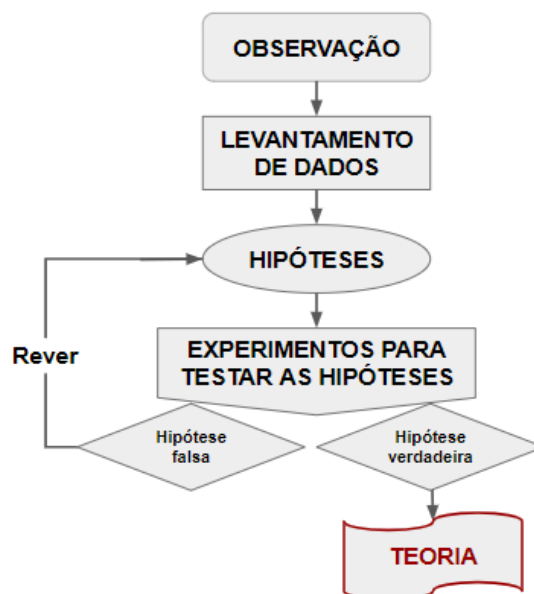 OBSERVAÇÃO
LEVANTAMENTO
DE DADOS
HIPÓTESES
Rever
EXPERIMENTOS PARA
TESTAR AS HIPÓTESES
Hipótese
falsa
Hipótese
verdadeira
TEORIA